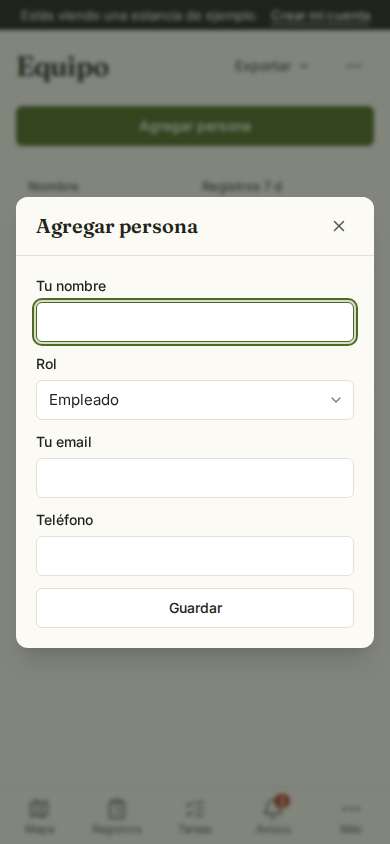 Estás viendo una estancia de ejemplo. Crear mi cuenta
Equipo
Exportar
Agregar persona
Nombre Registros 7 d
Agregar persona
Tu nombre
Rol
Empleado
Tu email
Teléfono
Guardar
Mapa Registros Tareas Avisos Más